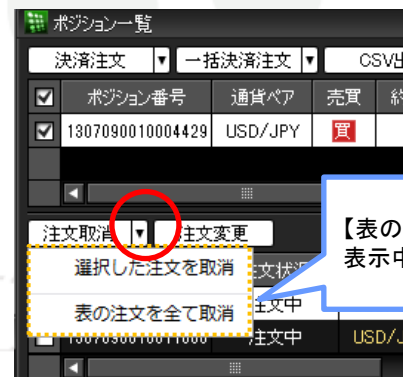 ポジション一覧
決済注文 ▼ 一括決済注文 ▼ CSV出
ポジション番号 通貨ペア 売買
1307090010004429 USD/JPY 買
注文取消 ▼ 注文変更
【表の
表示中
選択した注文を取消 注文状況
表の注文を全て取消 注文中
注文中 USD/J